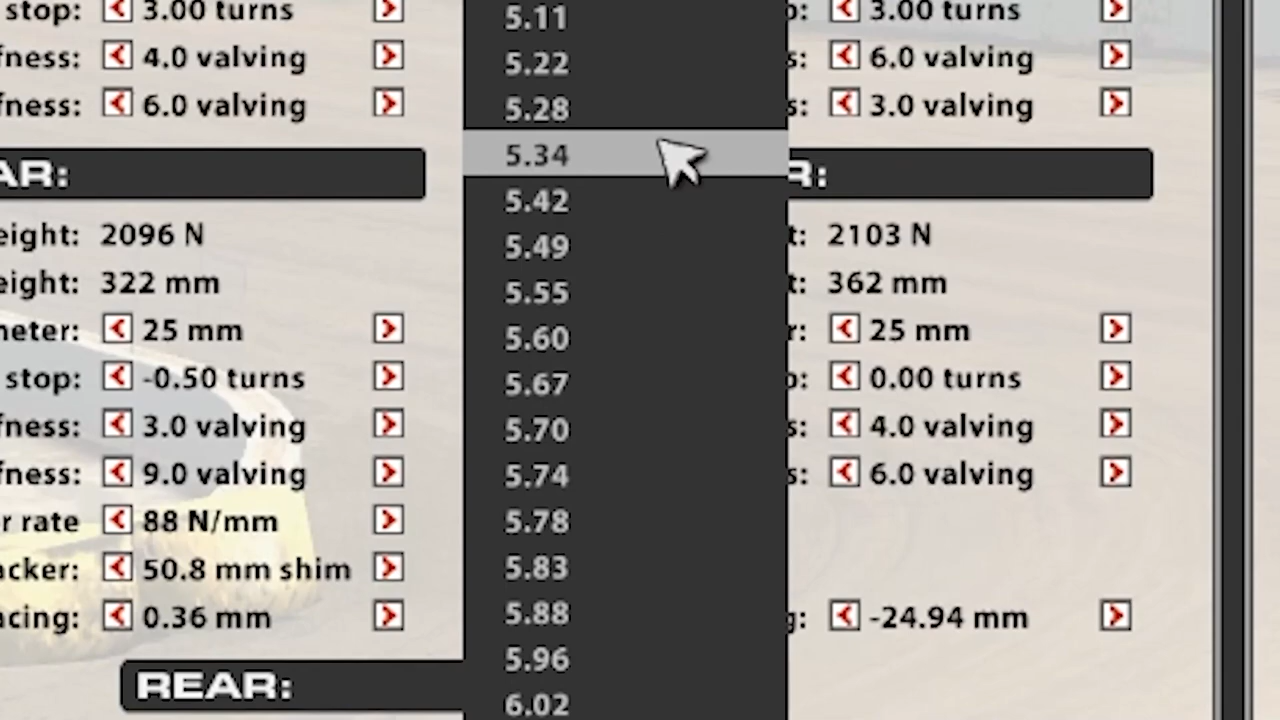 stop: 3.00 turns
fness: 4.0 valving
fness: 6.0 valving
AR:
eight: 2096 N
eight: 322 mm
neter: 25 mm
stop: -0.50 turns
fness: 3.0 valving
fness: 9.0 valving
r rate 88 N/mm
acker: 50.8 mm shim
acing: 0.36 mm
REAR:
5.11
5.22
5.28
5.34
5.42
5.49
5.55
5.60
5.67
5.70
5.74
5.78
5.83
5.88
5.96
6.02
p: 3.00 turns
s: 6.0 valving
s: 3.0 valving
R:
t: 2103 N
t: 362 mm
r: 25 mm
p: 0.00 turns
s: 4.0 valving
s: 6.0 valving
g: -24.94 mm